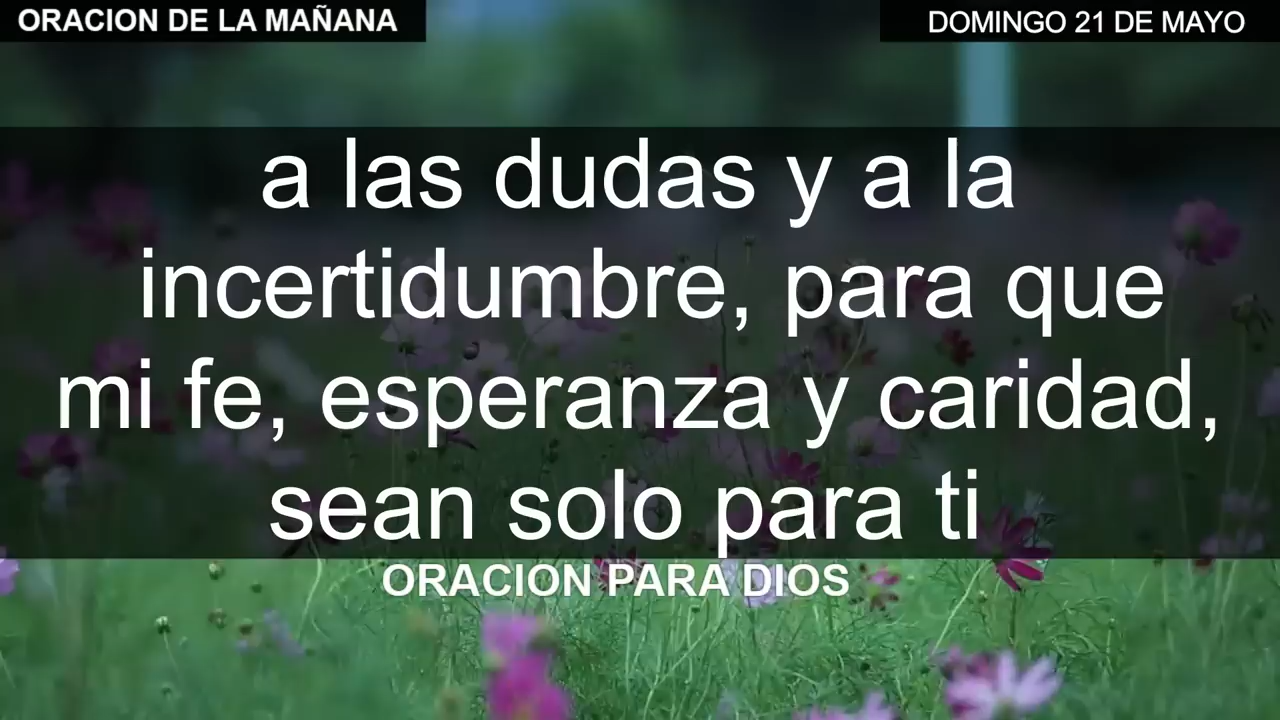 ORACION DE LA MAÑANA
DOMINGO 21 DE MAYO
a las dudas y a la
incertidumbre, para que
mi fe, esperanza y caridad,
sean solo para ti
ORACION PARA DIOS